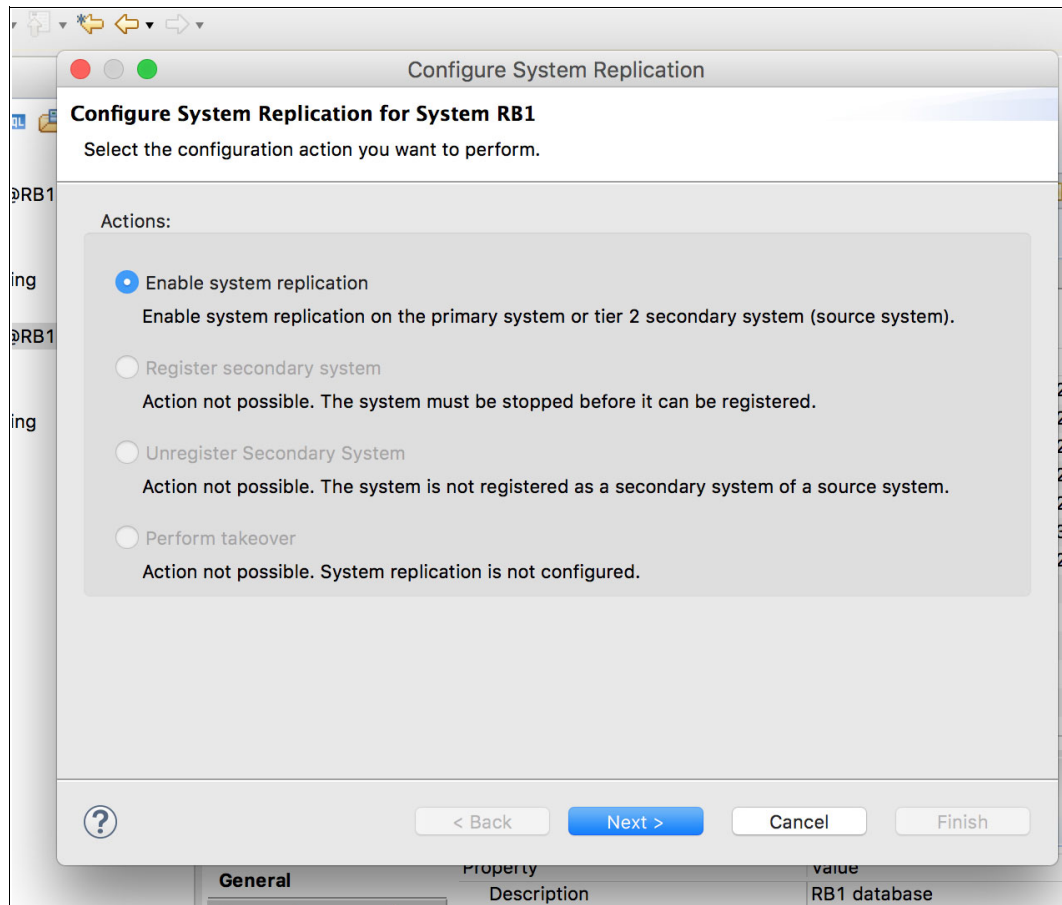 Configure System Replication
Configure System Replication for System RB1
Select the configuration action you want to perform.
RB1
ing
RB1
ing
Actions:
Enable system replication
Enable system replication on the primary system or tier 2 secondary system (source system).
Register secondary system
Action not possible. The system must be stopped before it can be registered.
Unregister Secondary System
Action not possible. The system is not registered as a secondary system of a source system.
Perform takeover
Action not possible. System replication is not configured.
?
< Back Next > Cancel Finish
General
Property Value
Description RB1 database